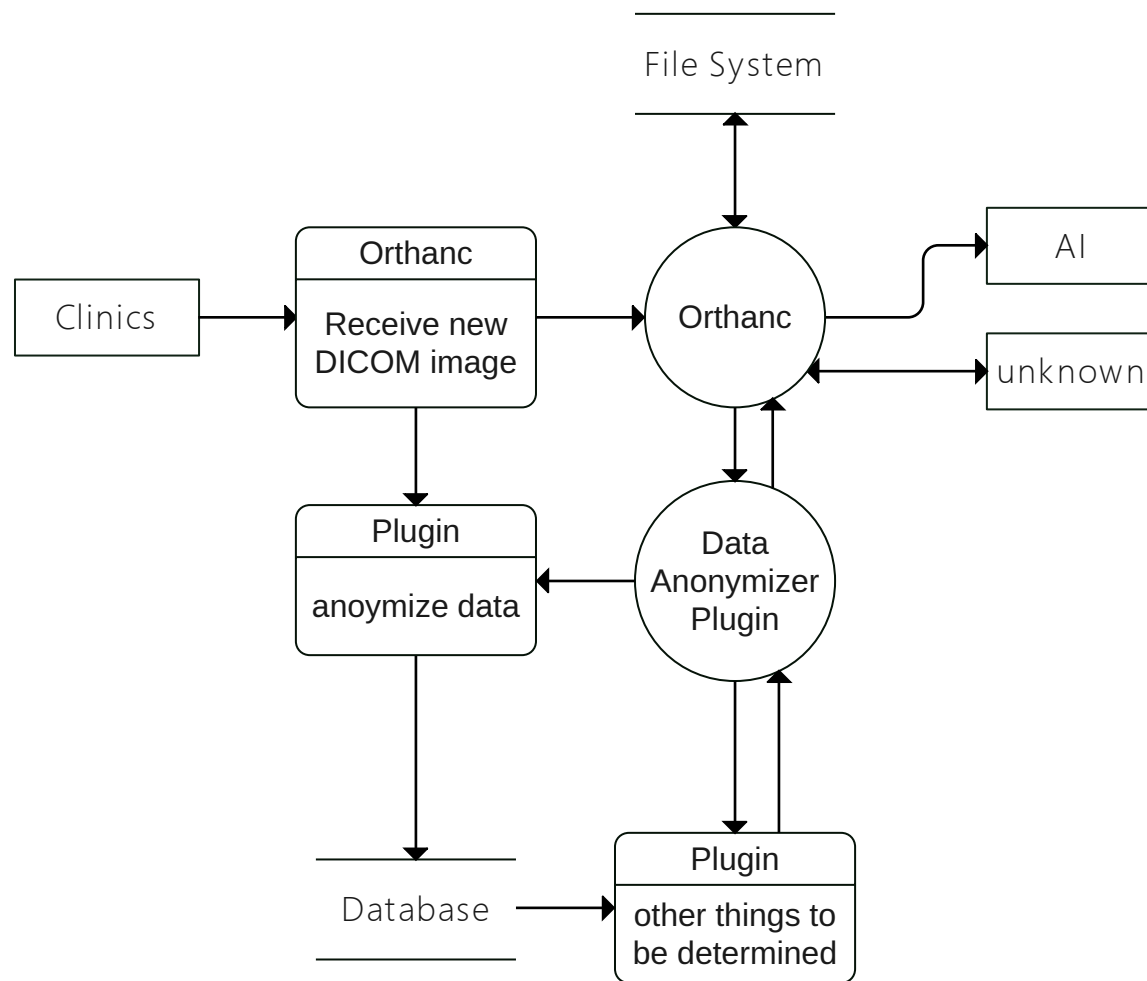 File System
Orthanc
AI
Clinics
Receive new
DICOM image
Orthanc
unknown
Plugin
anoymize data
Data
Anonymizer
Plugin
Database
Plugin
other things to
be determined